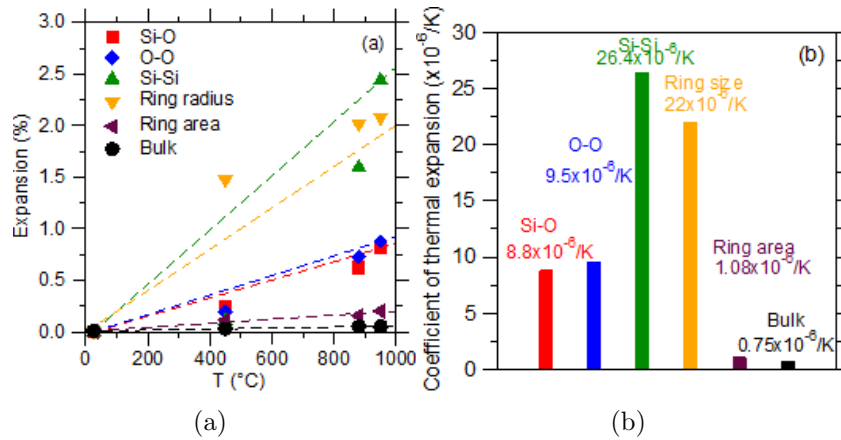 3.0
2.5
2.0
1.5
1.0
0.5
0.0
Expansion (%)
Si-O
O-O
Si-Si
Ring radius
Ring area
Bulk
(a)
0
200
400
600
800
1000
T (°C)
(a)
30
25
20
15
10
5
0
Coefficient of thermal expansion (x10⁻⁶/K)
(b)
Si-O
8.8x10⁻⁶/K
O-O
9.5x10⁻⁶/K
Si-Si
26.4x10⁻⁶/K
Ring size
22x10⁻⁶/K
Ring area
1.08x10⁻⁶/K
Bulk
0.75x10⁻⁶/K
(b)